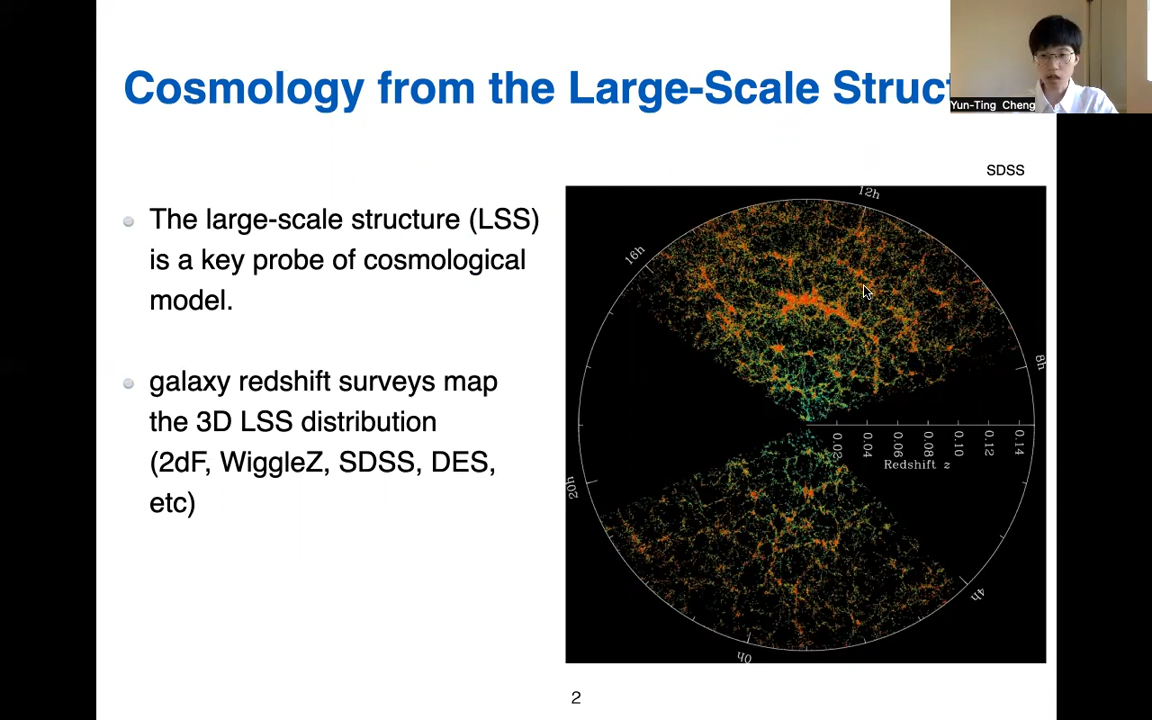 Cosmology from the Large-Scale Struct
Yun-Ting Cheng
SDSS
The large-scale structure (LSS)
is a key probe of cosmological
model.
galaxy redshift surveys map
the 3D LSS distribution
(2dF, WiggleZ, SDSS, DES,
etc)
12h
16h
8h
0.02
0.04
0.06
0.08
0.10
0.12
0.14
Redshift z
20h
4h
0h
2